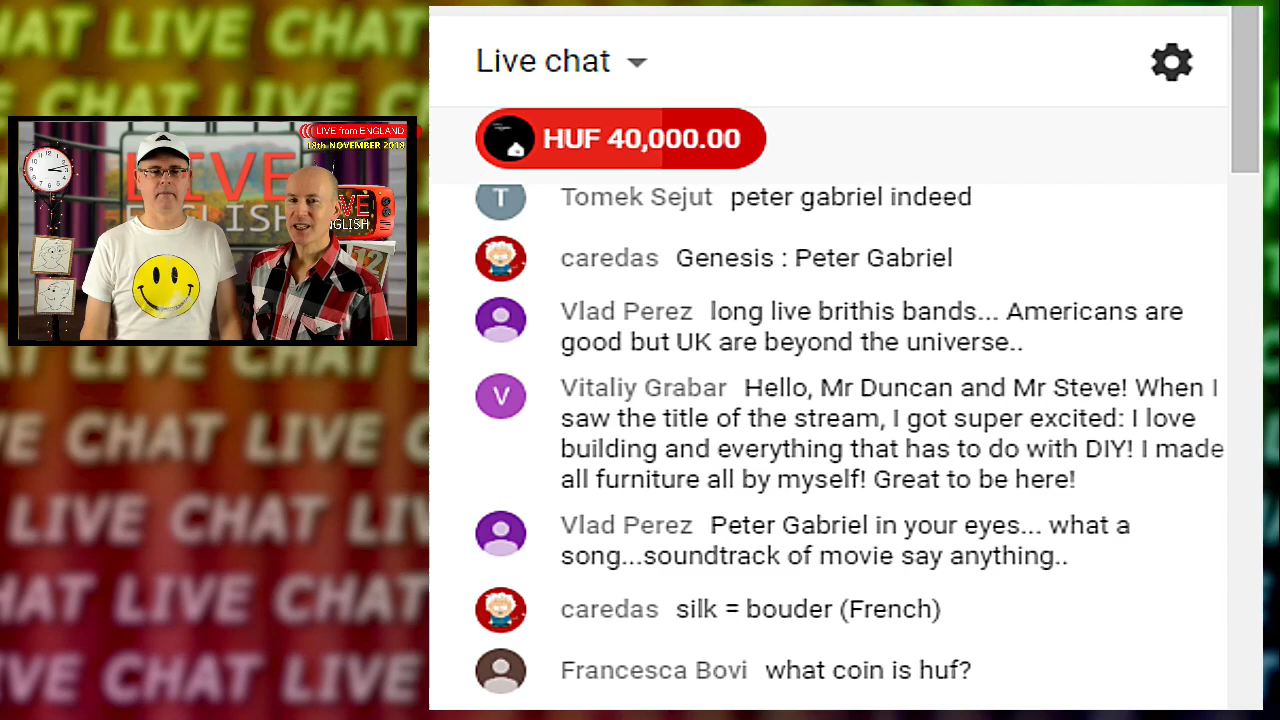 LIVE from ENGLAND
18th NOVEMBER 2018
LIVE
ENGLISH
12
Live chat
HUF 40,000.00
T
Tomek Sejut peter gabriel indeed
caredas Genesis : Peter Gabriel
Vlad Perez long live brithis bands... Americans are
good but UK are beyond the universe..
V
Vitaliy Grabar Hello, Mr Duncan and Mr Steve! When I
saw the title of the stream, I got super excited: I love
building and everything that has to do with DIY! I made
all furniture all by myself! Great to be here!
Vlad Perez Peter Gabriel in your eyes... what a
song...soundtrack of movie say anything..
caredas silk = bouder (French)
Francesca Bovi what coin is huf?